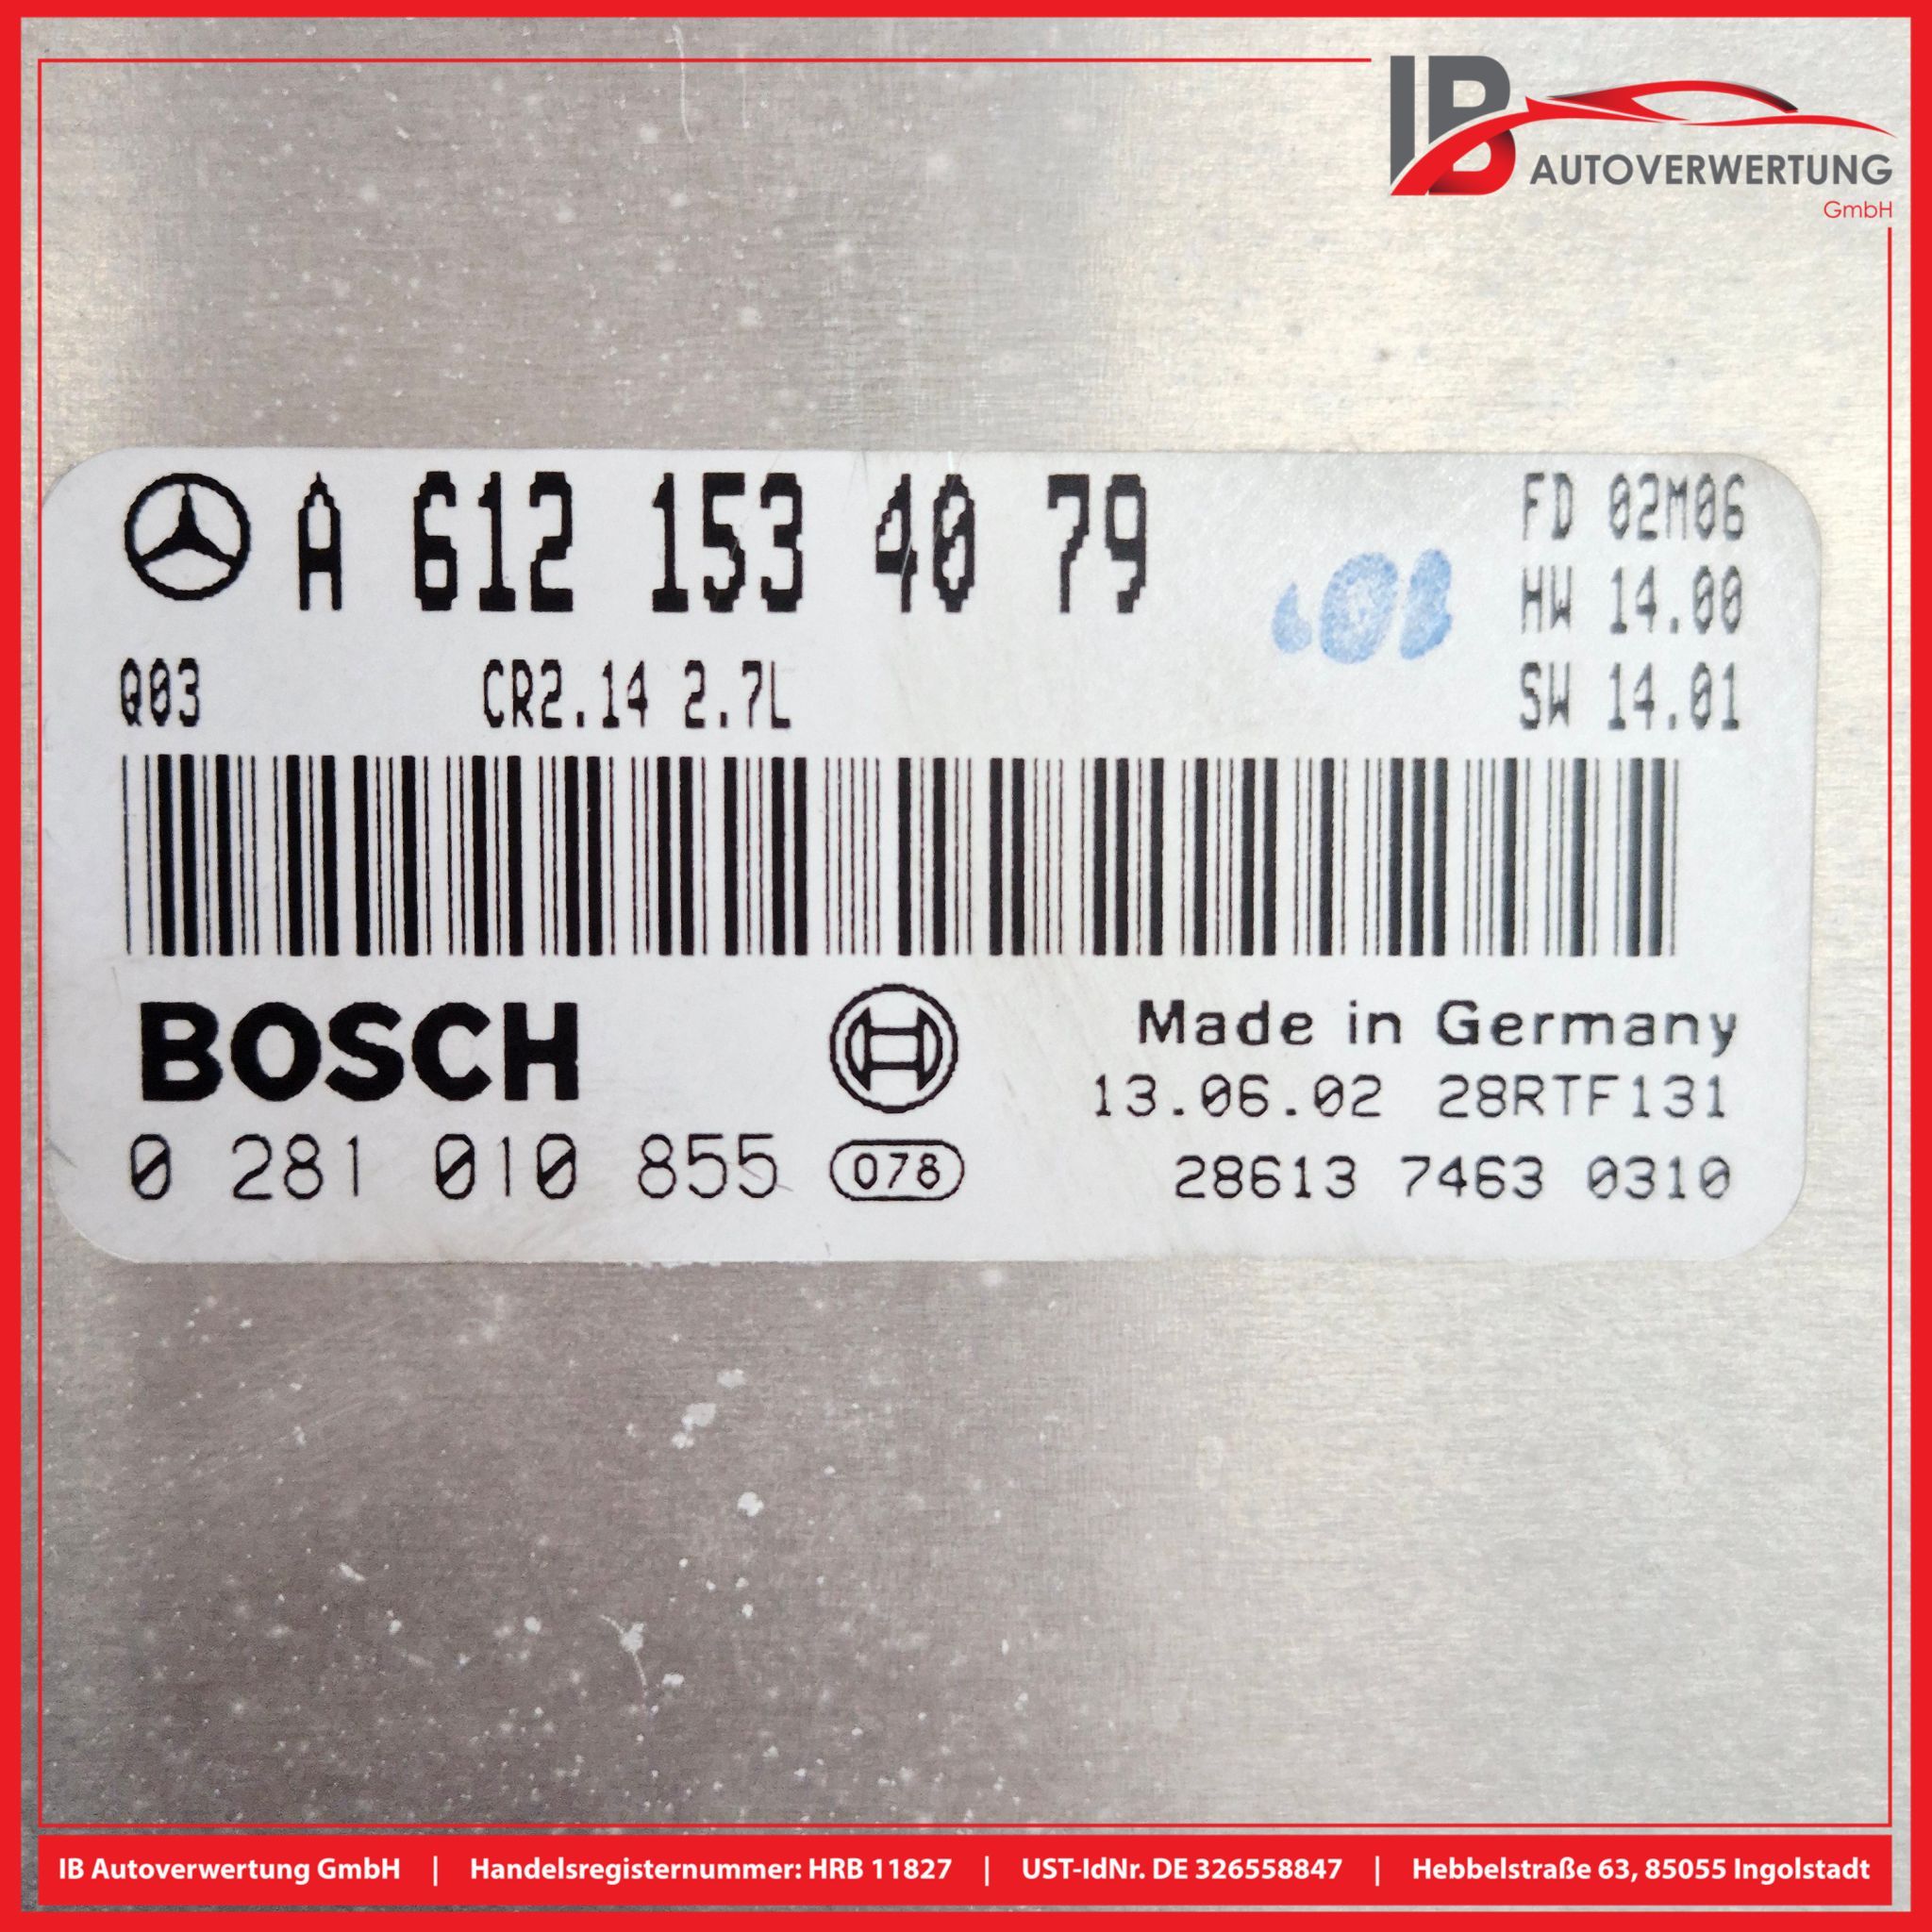 IB
AUTOVERWERTUNG
GmbH
A 612 153 40 79
FD 02M06
HW 14.00
Q03 CR2.14 2.7L
SW 14.01
BOSCH
Made in Germany
13.06.02 28RTF131
0 281 010 855 078
28613 7463 0310
IB Autoverwertung GmbH | Handelsregisternummer: HRB 11827 | UST-IdNr. DE 326558847 | Hebbelstraße 63, 85055 Ingolstadt